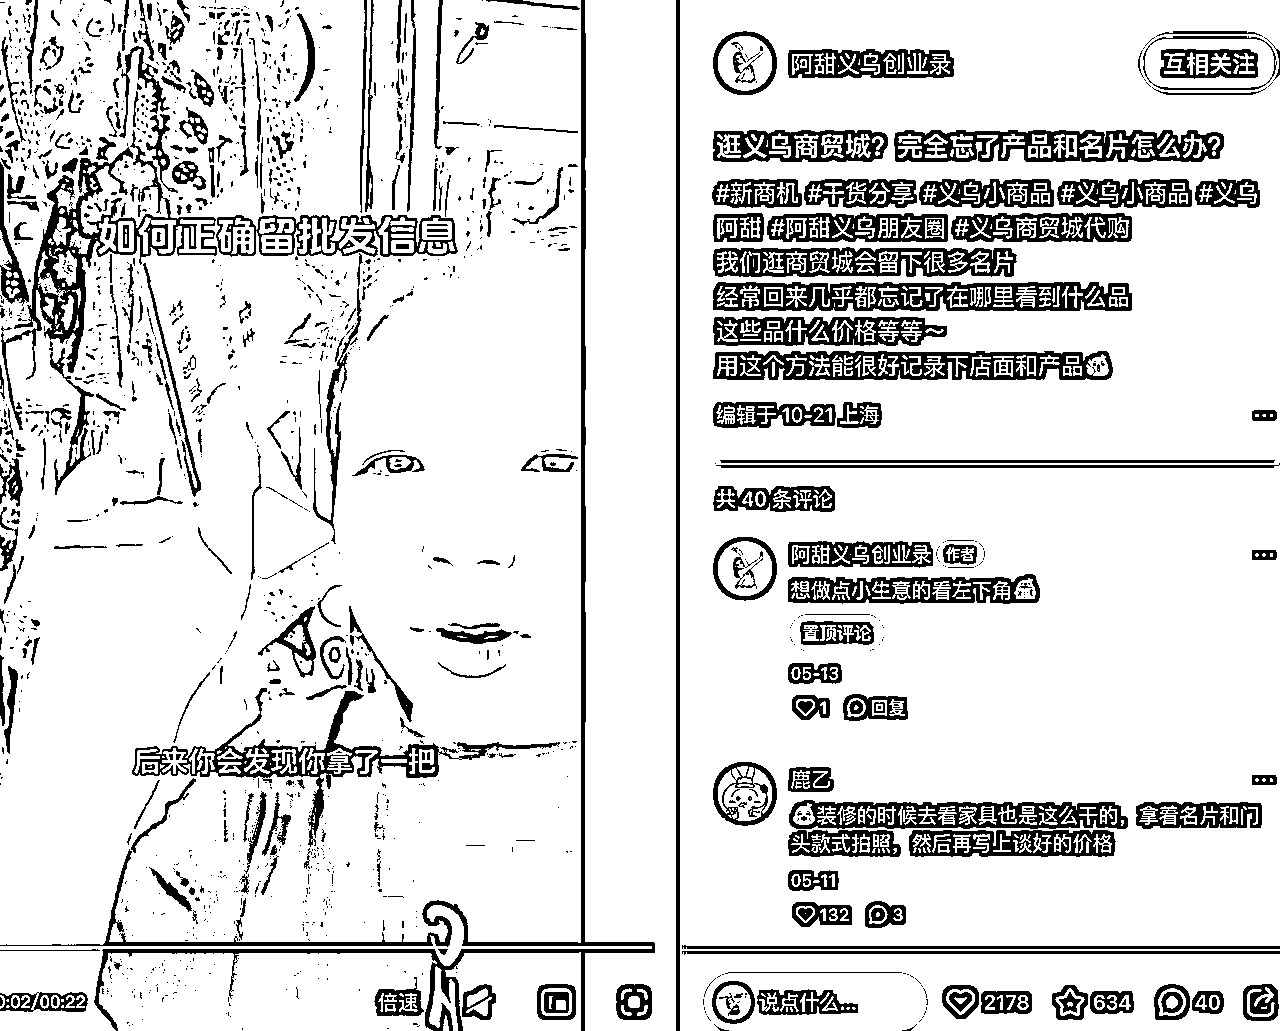 如何正确留批发信息
后来你会发现你拿了一把
0:02/00:22
倍速
阿甜义乌创业录
互相关注
逛义乌商贸城？完全忘了产品和名片怎么办？
#新商机 #干货分享 #义乌小商品 #义乌小商品 #义乌
阿甜 #阿甜义乌朋友圈 #义乌商贸城代购
我们逛商贸城会留下很多名片
经常回来几乎都忘记了在哪里看到什么品
这些品什么价格等等～
用这个方法能很好记录下店面和产品
编辑于 10-21 上海
共 40 条评论
阿甜义乌创业录 作者
想做点小生意的看左下角
置顶评论
05-13
1 回复
鹿乙
装修的时候去看家具也是这么干的，拿着名片和门
头款式拍照，然后再写上谈好的价格
05-11
132 3
说点什么... 2178 634 40